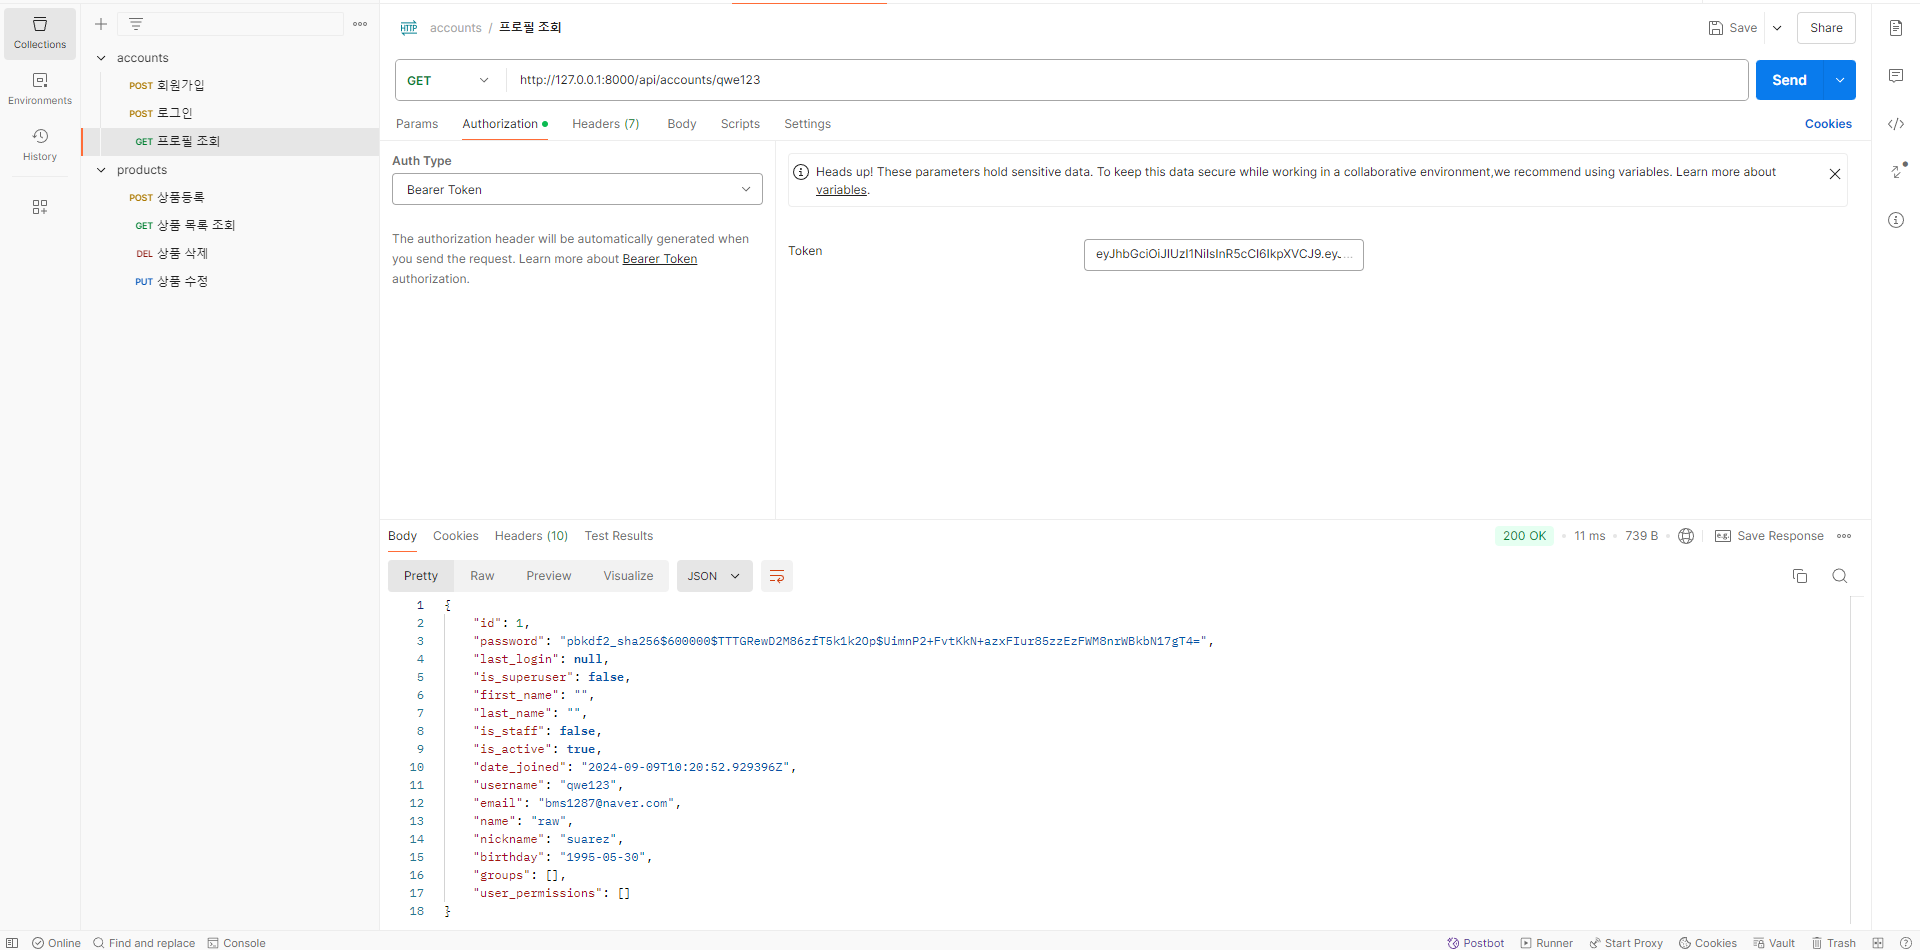 Collections
Environments
History
accounts
POST 회원가입
POST 로그인
GET 프로필 조회
products
POST 상품등록
GET 상품 목록 조회
DEL 상품 삭제
PUT 상품 수정
HTTP accounts / 프로필 조회
Save
Share
GET http://127.0.0.1:8000/api/accounts/qwe123
Send
Params Authorization Headers (7) Body Scripts Settings
Cookies
Auth Type
Bearer Token
The authorization header will be automatically generated when
you send the request. Learn more about Bearer Token
authorization.
Heads up! These parameters hold sensitive data. To keep this data secure while working in a collaborative environment,we recommend using variables. Learn more about
variables.
Token
eyJhbGciOiJIUzI1NiIsInR5cCI6IkpXVCJ9.eyJ...
Body Cookies Headers (10) Test Results
200 OK 11 ms 739 B e.g. Save Response
Pretty Raw Preview Visualize JSON
1 {
2 "id": 1,
3 "password": "pbkdf2_sha256$600000$TTTGRewD2M86zfT5k1k2Op$UimnP2+FvtKkN+azxFIur85zzEzFWM8nrWBkbN17gT4=",
4 "last_login": null,
5 "is_superuser": false,
6 "first_name": "",
7 "last_name": "",
8 "is_staff": false,
9 "is_active": true,
10 "date_joined": "2024-09-09T10:20:52.929396Z",
11 "username": "qwe123",
12 "email": "bms1287@naver.com",
13 "name": "raw",
14 "nickname": "suarez",
15 "birthday": "1995-05-30",
16 "groups": [],
17 "user_permissions": []
18 }
Online Find and replace Console
Postbot Runner Start Proxy Cookies Vault Trash